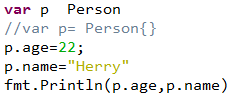 var p  Person
//var p= Person{}
p.age=22;
p.name="Herry"
fmt.Println(p.age,p.name)